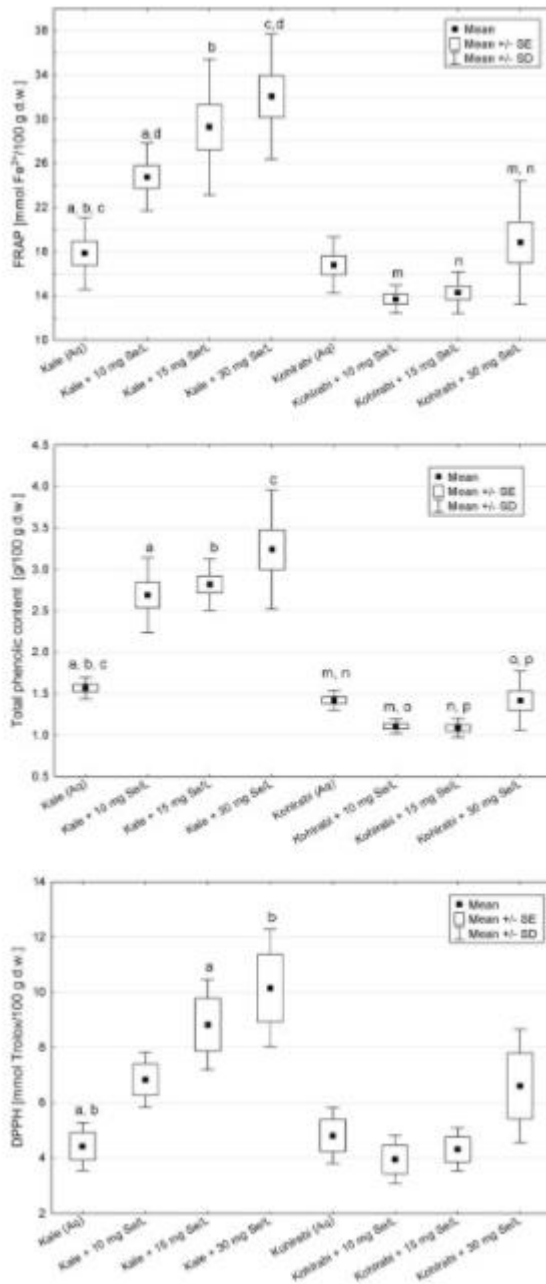 38
34
30
26
22
18
14
10
FRAP [mmol Fe²⁺/100 g d.w.]
Mean
Mean +/- SE
Mean +/- SD
a, b, c
a,d
b
c,d
m
n
m, n
Kale (Aq)
Kale + 10 mg Se/L
Kale + 15 mg Se/L
Kale + 30 mg Se/L
Kohlrabi (Aq)
Kohlrabi + 10 mg Se/L
Kohlrabi + 15 mg Se/L
Kohlrabi + 30 mg Se/L
4.5
4.0
3.5
3.0
2.5
2.0
1.5
1.0
0.5
Total phenolic content [gr/100 g d.w.]
Mean
Mean +/- SE
Mean +/- SD
a, b, c
a
b
c
m, n
m, o
n, p
o, p
Kale (Aq)
Kale + 10 mg Se/L
Kale + 15 mg Se/L
Kale + 30 mg Se/L
Kohlrabi (Aq)
Kohlrabi + 10 mg Se/L
Kohlrabi + 15 mg Se/L
Kohlrabi + 30 mg Se/L
14
12
10
8
6
4
2
DPPH [mmol Trolox/100 g d.w.]
Mean
Mean +/- SE
Mean +/- SD
a, b
a
b
Kale (Aq)
Kale + 10 mg Se/L
Kale + 15 mg Se/L
Kale + 30 mg Se/L
Kohlrabi (Aq)
Kohlrabi + 10 mg Se/L
Kohlrabi + 15 mg Se/L
Kohlrabi + 30 mg Se/L